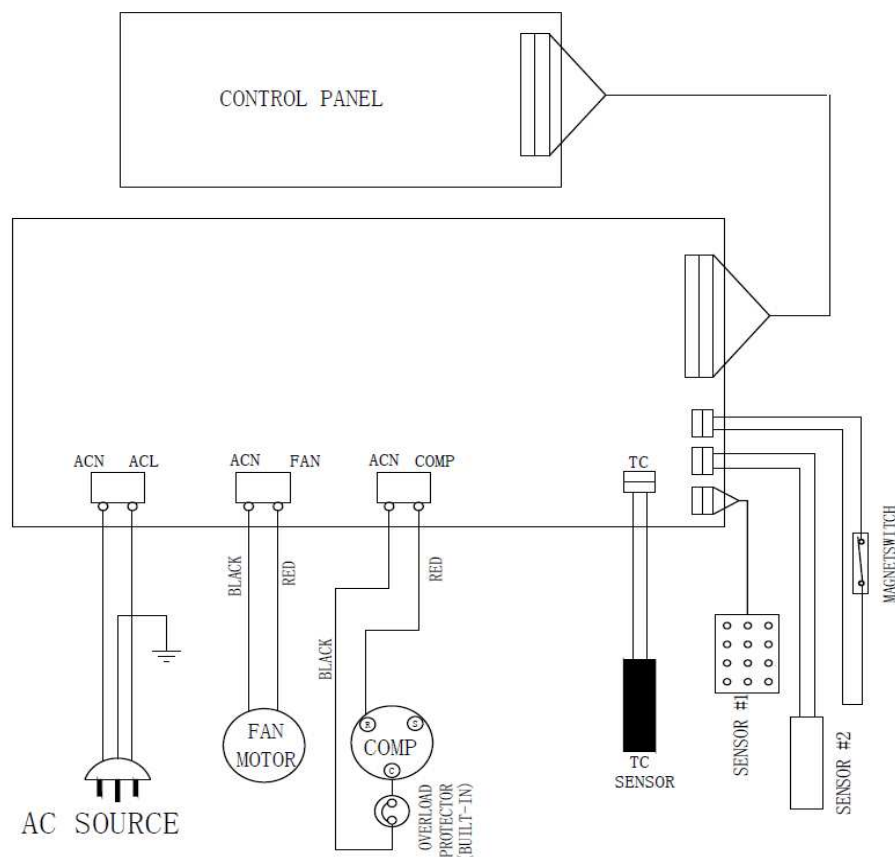 CONTROL PANEL
ACN ACL
ACN FAN
ACN COMP
TC
BLACK
RED
BLACK
RED
MAGNETSWITCH
FAN
MOTOR
R
S
COMP
C
OVERLOAD
PROTECTOR
(BUILT-IN)
TC
SENSOR
SENSOR #1
SENSOR #2
AC SOURCE